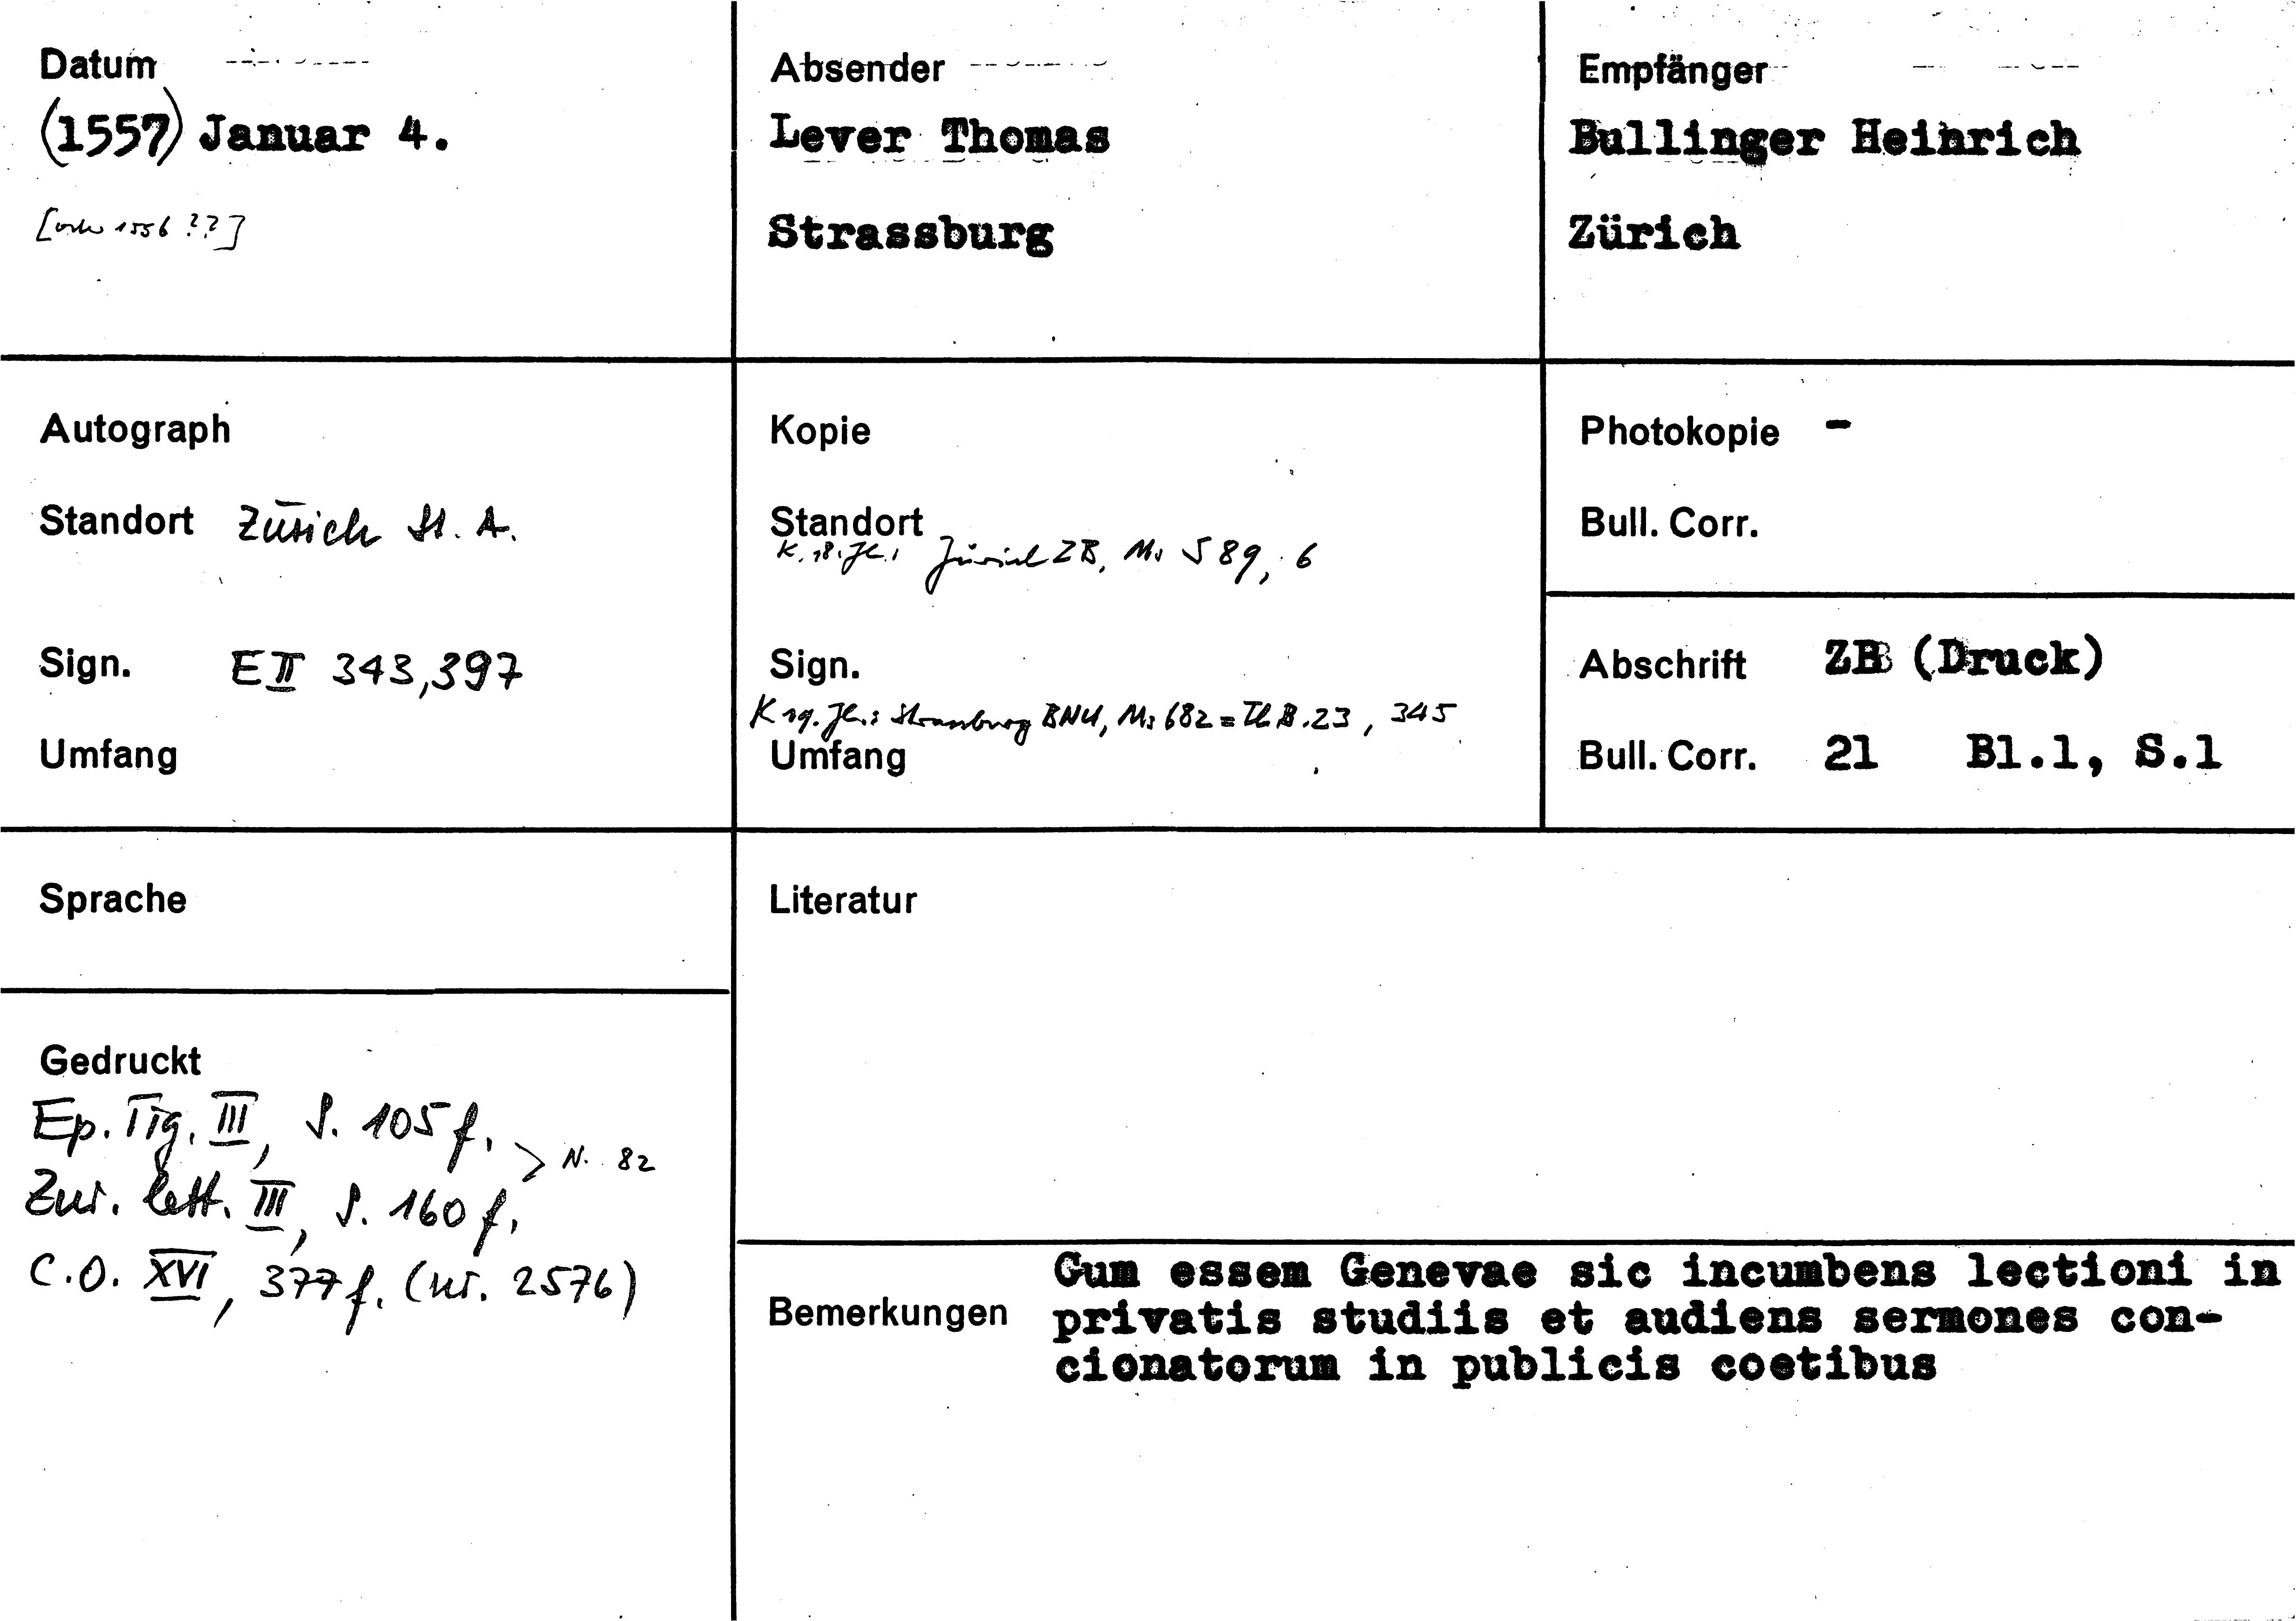 Datum
(1557) Januar 4.
[oder 1556 ??]
Absender
Lever Thomas
Strassburg
Empfänger
Bullinger Heinrich
Zürich
Autograph
Standort Zürich St. A.
Sign. E II 343,397
Umfang
Kopie
Standort
K. 18. Jh.: Zürich ZB, Ms S 89, 6
Sign.
K 19. Jh.: Strassburg BNU, Ms 682 = Th B. 23, 345
Umfang
Photokopie -
Bull. Corr.
Abschrift ZB (Druck)
Bull. Corr. 21 Bl.1, S.1
Sprache
Gedruckt
Ep. Tig. III, S. 105 f.
> N. 82
Zur. lett. III, S. 160 f.
C.O. XVI, 377 f. (nr. 2576)
Literatur
Bemerkungen
Cum essem Genevae sic incumbens lectioni in
privatis studiis et audiens sermones con-
cionatorum in publicis coetibus